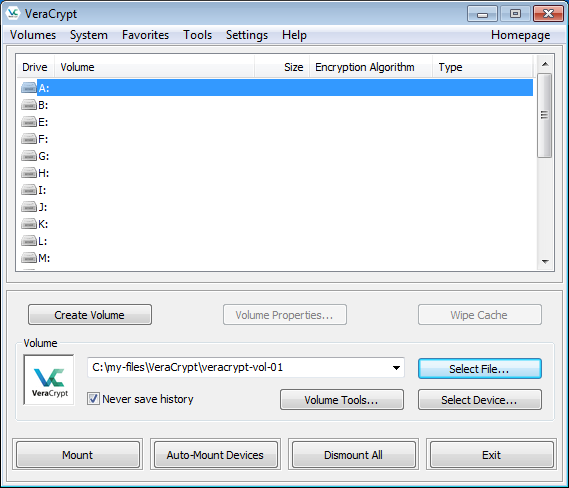 VeraCrypt
Volumes System Favorites Tools Settings Help Homepage
Drive Volume Size Encryption Algorithm Type
A:
B:
E:
F:
G:
H:
I:
J:
K:
L:
M:
Create Volume Volume Properties... Wipe Cache
Volume
C:\my-files\VeraCrypt\veracrypt-vol-01 Select File...
VeraCrypt
Never save history Volume Tools... Select Device...
Mount Auto-Mount Devices Dismount All Exit